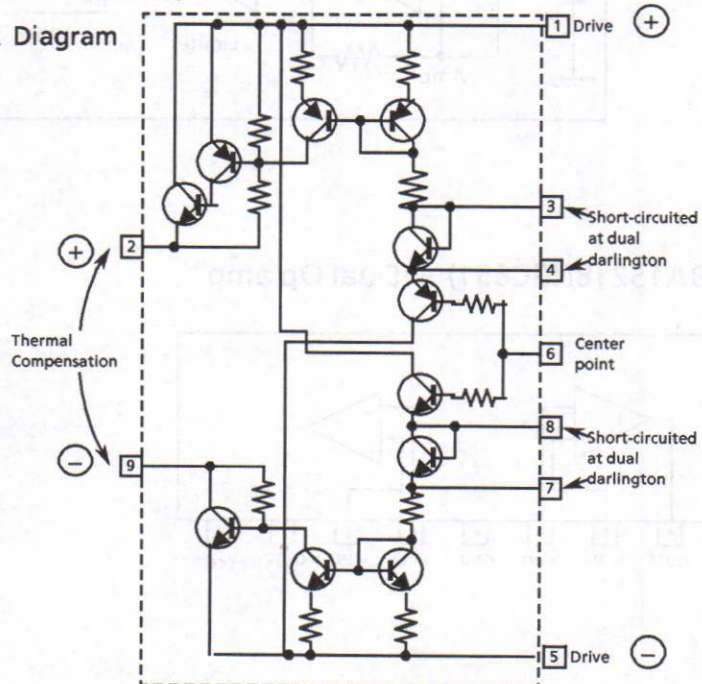 Diagram
1 Drive +
3 Short-circuited
at dual
4 darlington
+ 2
Thermal
Compensation
6 Center
point
8 Short-circuited
at dual
7 darlington
− 9
5 Drive −